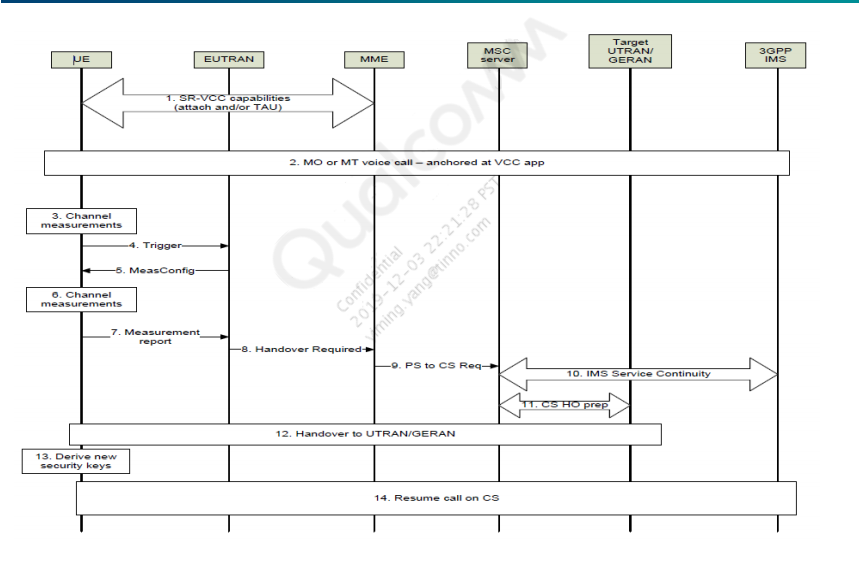 UE
EUTRAN
MME
MSC
server
Target
UTRAN/
GERAN
3GPP
IMS
1. SR-VCC capabilities
(attach and/or TAU)
2. MO or MT voice call – anchored at VCC app
3. Channel
measurements
4. Trigger
5. MeasConfig
6. Channel
measurements
7. Measurement
report
8. Handover Required
9. PS to CS Req
10. IMS Service Continuity
11. CS HO prep
12. Handover to UTRAN/GERAN
13. Derive new
security keys
14. Resume call on CS
Qualcomm
Confidential
2019-12-03 22:21:28 PST
yiming.yang@tinno.com